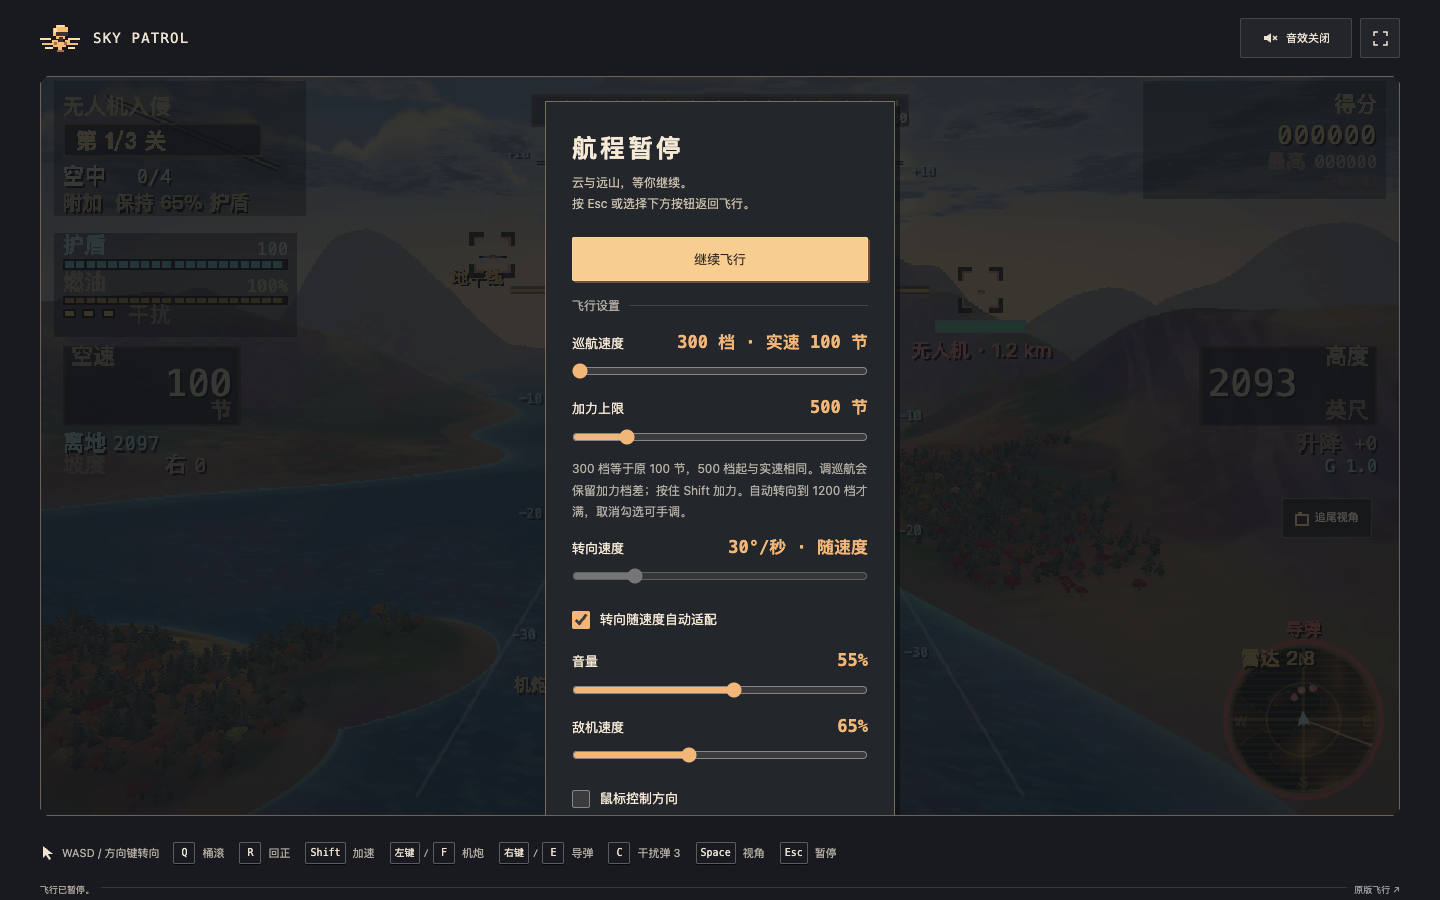 SKY PATROL
音效关闭
无人机入侵
第 1/3 关
空中 0/4
附加 保持 65% 护盾
得分
000000
最高 000000
护盾 100
燃油 100%
干扰
空速
100
节
离地 2097
坡度 右 0
地平线
无人机 · 1.2 km
高度
2093
英尺
升降 +0
G 1.0
追尾视角
导弹
雷达 2.8
W
E
S
机炮
+10
-10
-10
-20
-20
-30
-30
航程暂停
云与远山，等你继续。
按 Esc 或选择下方按钮返回飞行。
继续飞行
飞行设置
巡航速度 300 档 · 实速 100 节
加力上限 500 节
300 档等于原 100 节，500 档起与实速相同。调巡航会
保留加力档差；按住 Shift 加力。自动转向到 1200 档才
满，取消勾选可手调。
转向速度 30°/秒 · 随速度
转向随速度自动适配
音量 55%
敌机速度 65%
鼠标控制方向
WASD / 方向键转向 Q 桶滚 R 回正 Shift 加速 左键 / F 机炮 右键 / E 导弹 C 干扰弹 3 Space 视角 Esc 暂停
飞行已暂停。
原版飞行 ↗